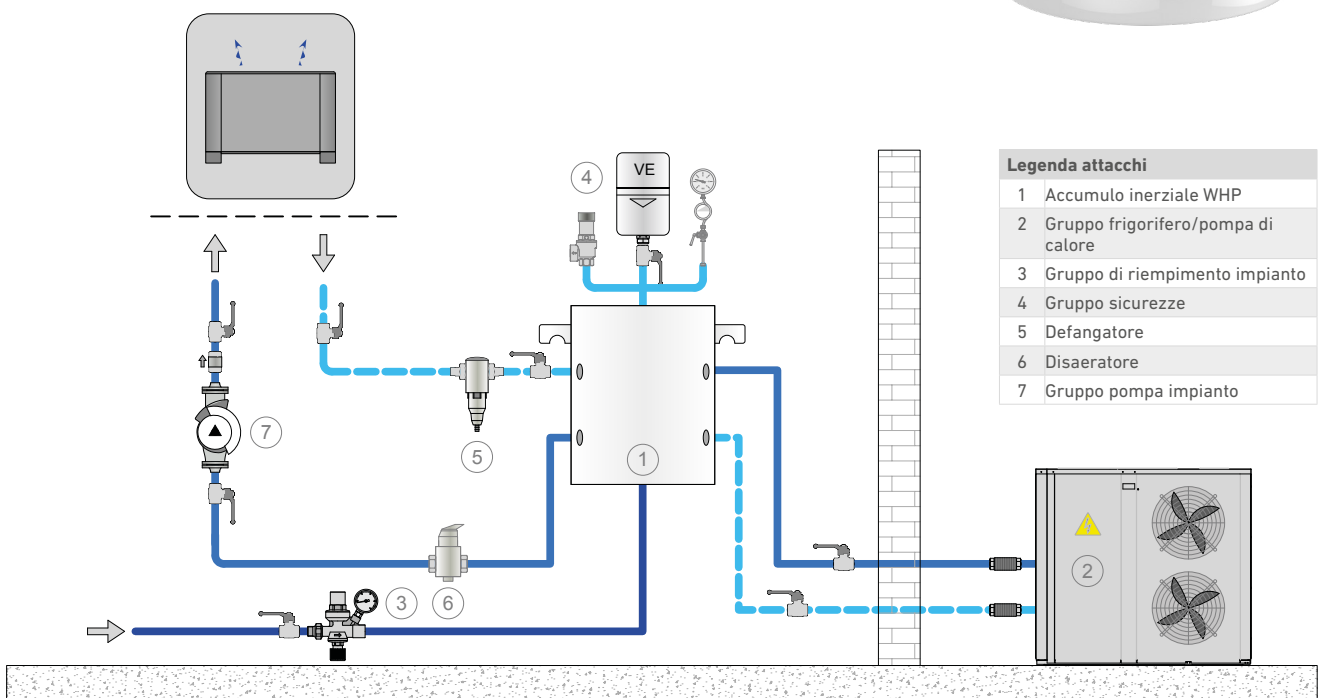 VE
4
7
5
1
3
6
2
Legenda attacchi
1 Accumulo inerziale WHP
2 Gruppo frigorifero/pompa di
calore
3 Gruppo di riempimento impianto
4 Gruppo sicurezze
5 Defangatore
6 Disaeratore
7 Gruppo pompa impianto